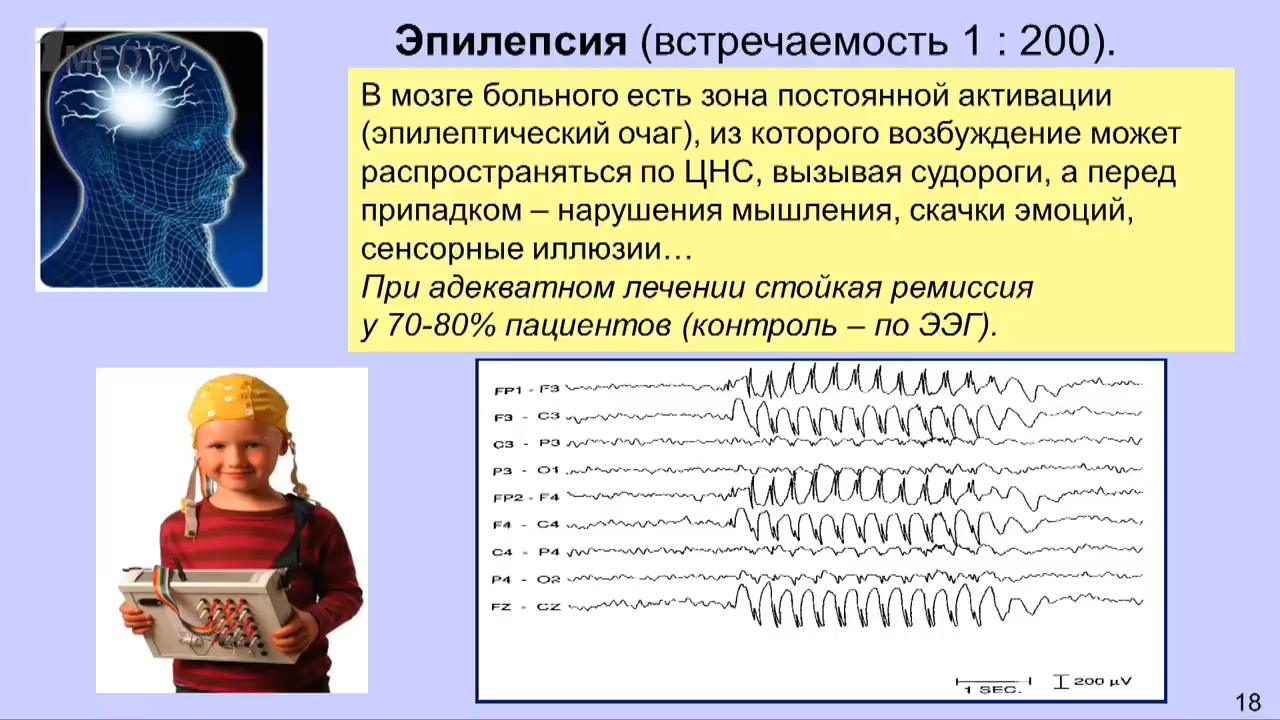 1 MEDTV
Эпилепсия (встречаемость 1 : 200).
В мозге больного есть зона постоянной активации
(эпилептический очаг), из которого возбуждение может
распространяться по ЦНС, вызывая судороги, а перед
припадком – нарушения мышления, скачки эмоций,
сенсорные иллюзии…
При адекватном лечении стойкая ремиссия
у 70-80% пациентов (контроль – по ЭЭГ).
FP1 - F3
F3 - C3
C3 - P3
P3 - O1
FP2 - F4
F4 - C4
C4 - P4
P4 - O2
FZ - CZ
1 SEC. 200 µV
18